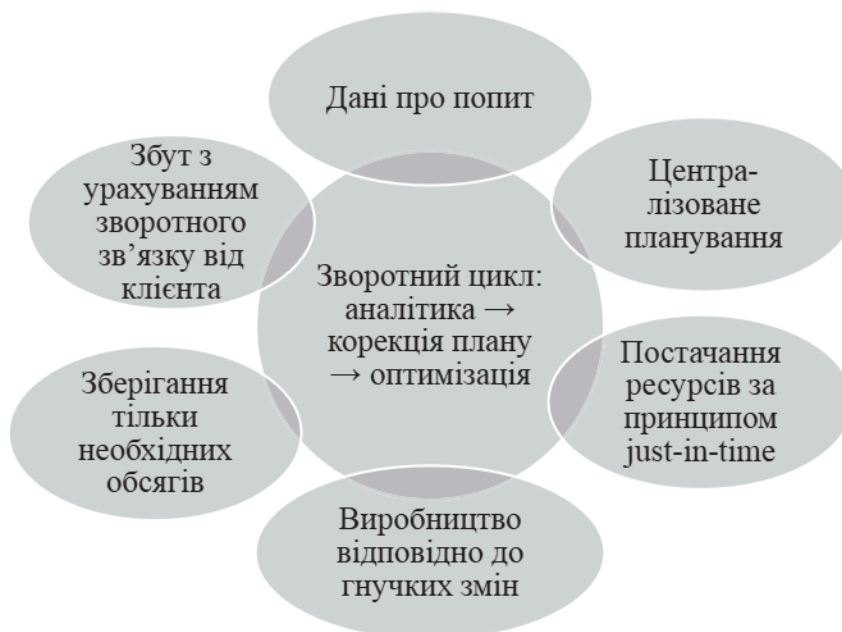 Дані про попит
Центра-
лізоване
планування
Постачання
ресурсів за
принципом
just-in-time
Виробництво
відповідно до
гнучких змін
Зберігання
тільки
необхідних
обсягів
Збут з
урахуванням
зворотного
зв’язку від
клієнта
Зворотний цикл:
аналітика →
корекція плану
→ оптимізація